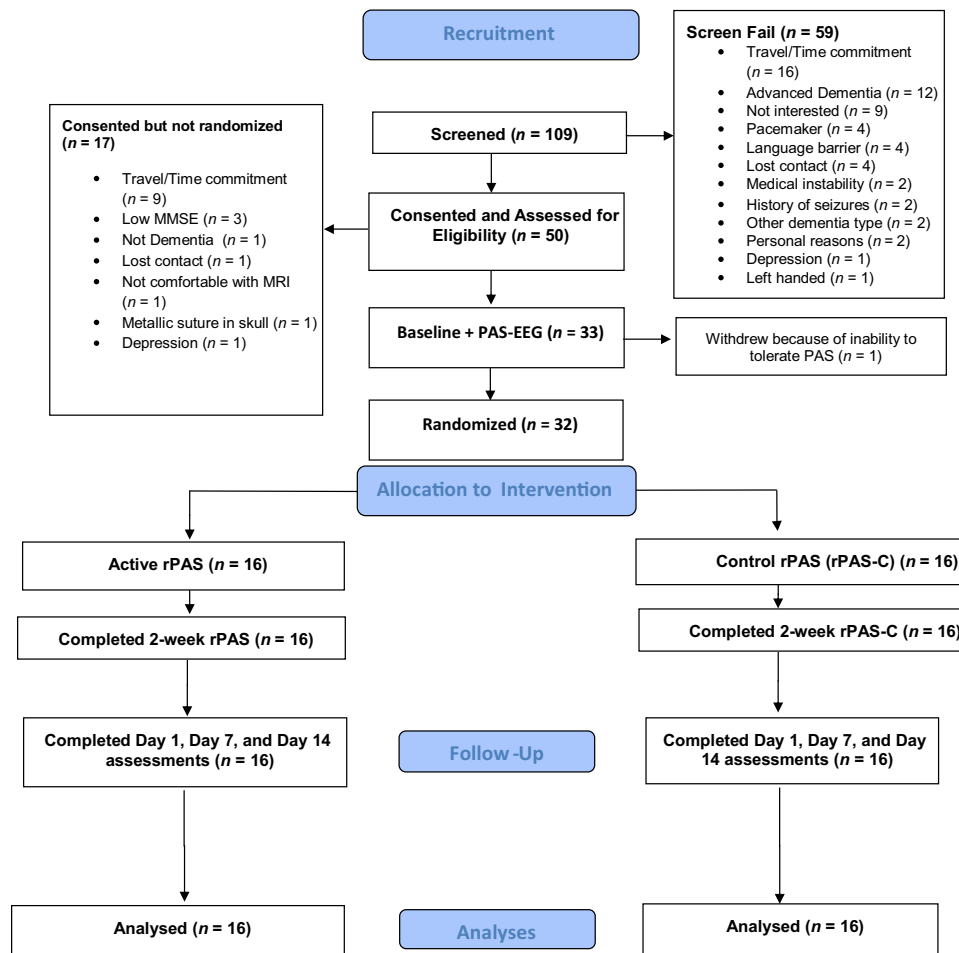 Recruitment
Screen Fail (n = 59)
• Travel/Time commitment
(n = 16)
• Advanced Dementia (n = 12)
• Not interested (n = 9)
• Pacemaker (n = 4)
• Language barrier (n = 4)
• Lost contact (n = 4)
• Medical instability (n = 2)
• History of seizures (n = 2)
• Other dementia type (n = 2)
• Personal reasons (n = 2)
• Depression (n = 1)
• Left handed (n = 1)
Screened (n = 109)
Consented but not randomized
(n = 17)
• Travel/Time commitment
(n = 9)
• Low MMSE (n = 3)
• Not Dementia (n = 1)
• Lost contact (n = 1)
• Not comfortable with MRI
(n = 1)
• Metallic suture in skull (n = 1)
• Depression (n = 1)
Consented and Assessed for
Eligibility (n = 50)
Baseline + PAS-EEG (n = 33)
Withdrew because of inability to
tolerate PAS (n = 1)
Randomized (n = 32)
Allocation to Intervention
Active rPAS (n = 16)
Control rPAS (rPAS-C) (n = 16)
Completed 2-week rPAS (n = 16)
Completed 2-week rPAS-C (n = 16)
Completed Day 1, Day 7, and Day 14
assessments (n = 16)
Follow-Up
Completed Day 1, Day 7, and Day
14 assessments (n = 16)
Analysed (n = 16)
Analyses
Analysed (n = 16)